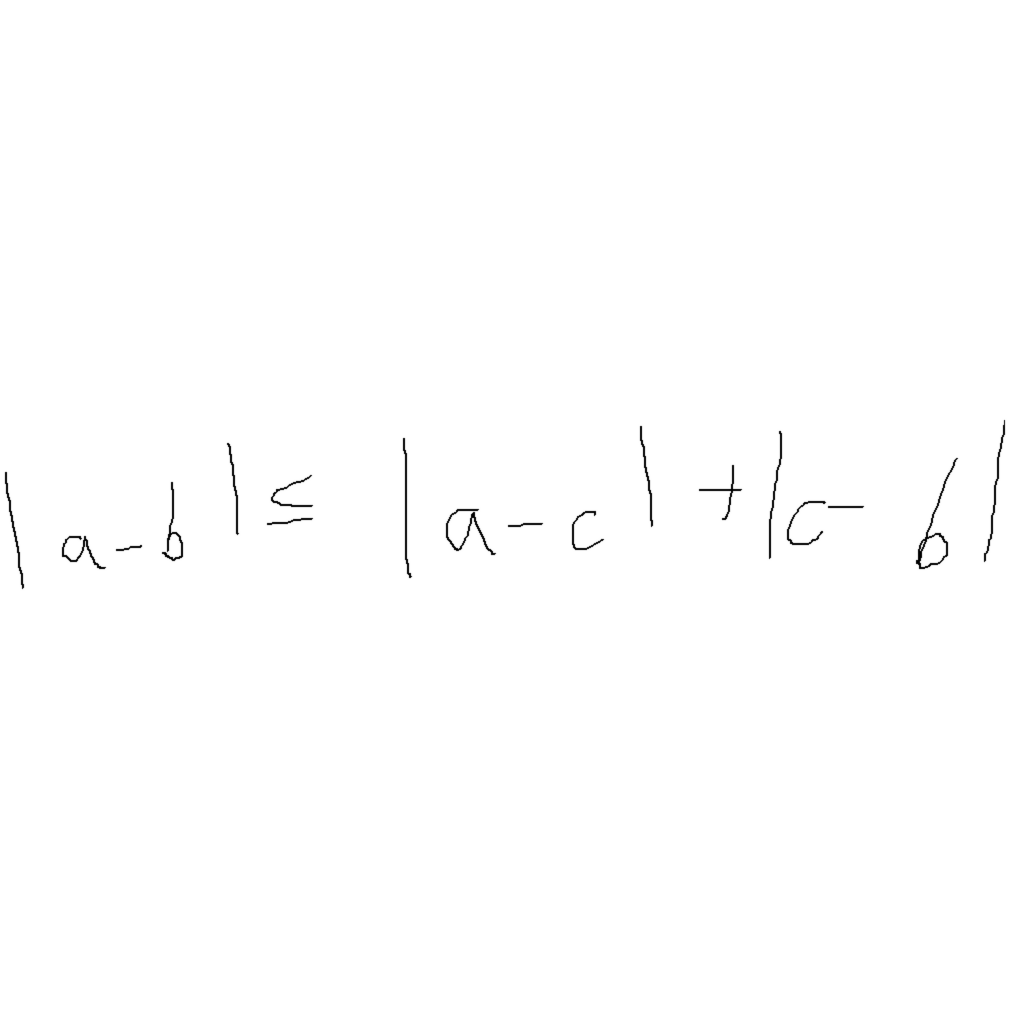 |a-b| ≤ |a-c| + |c-b|